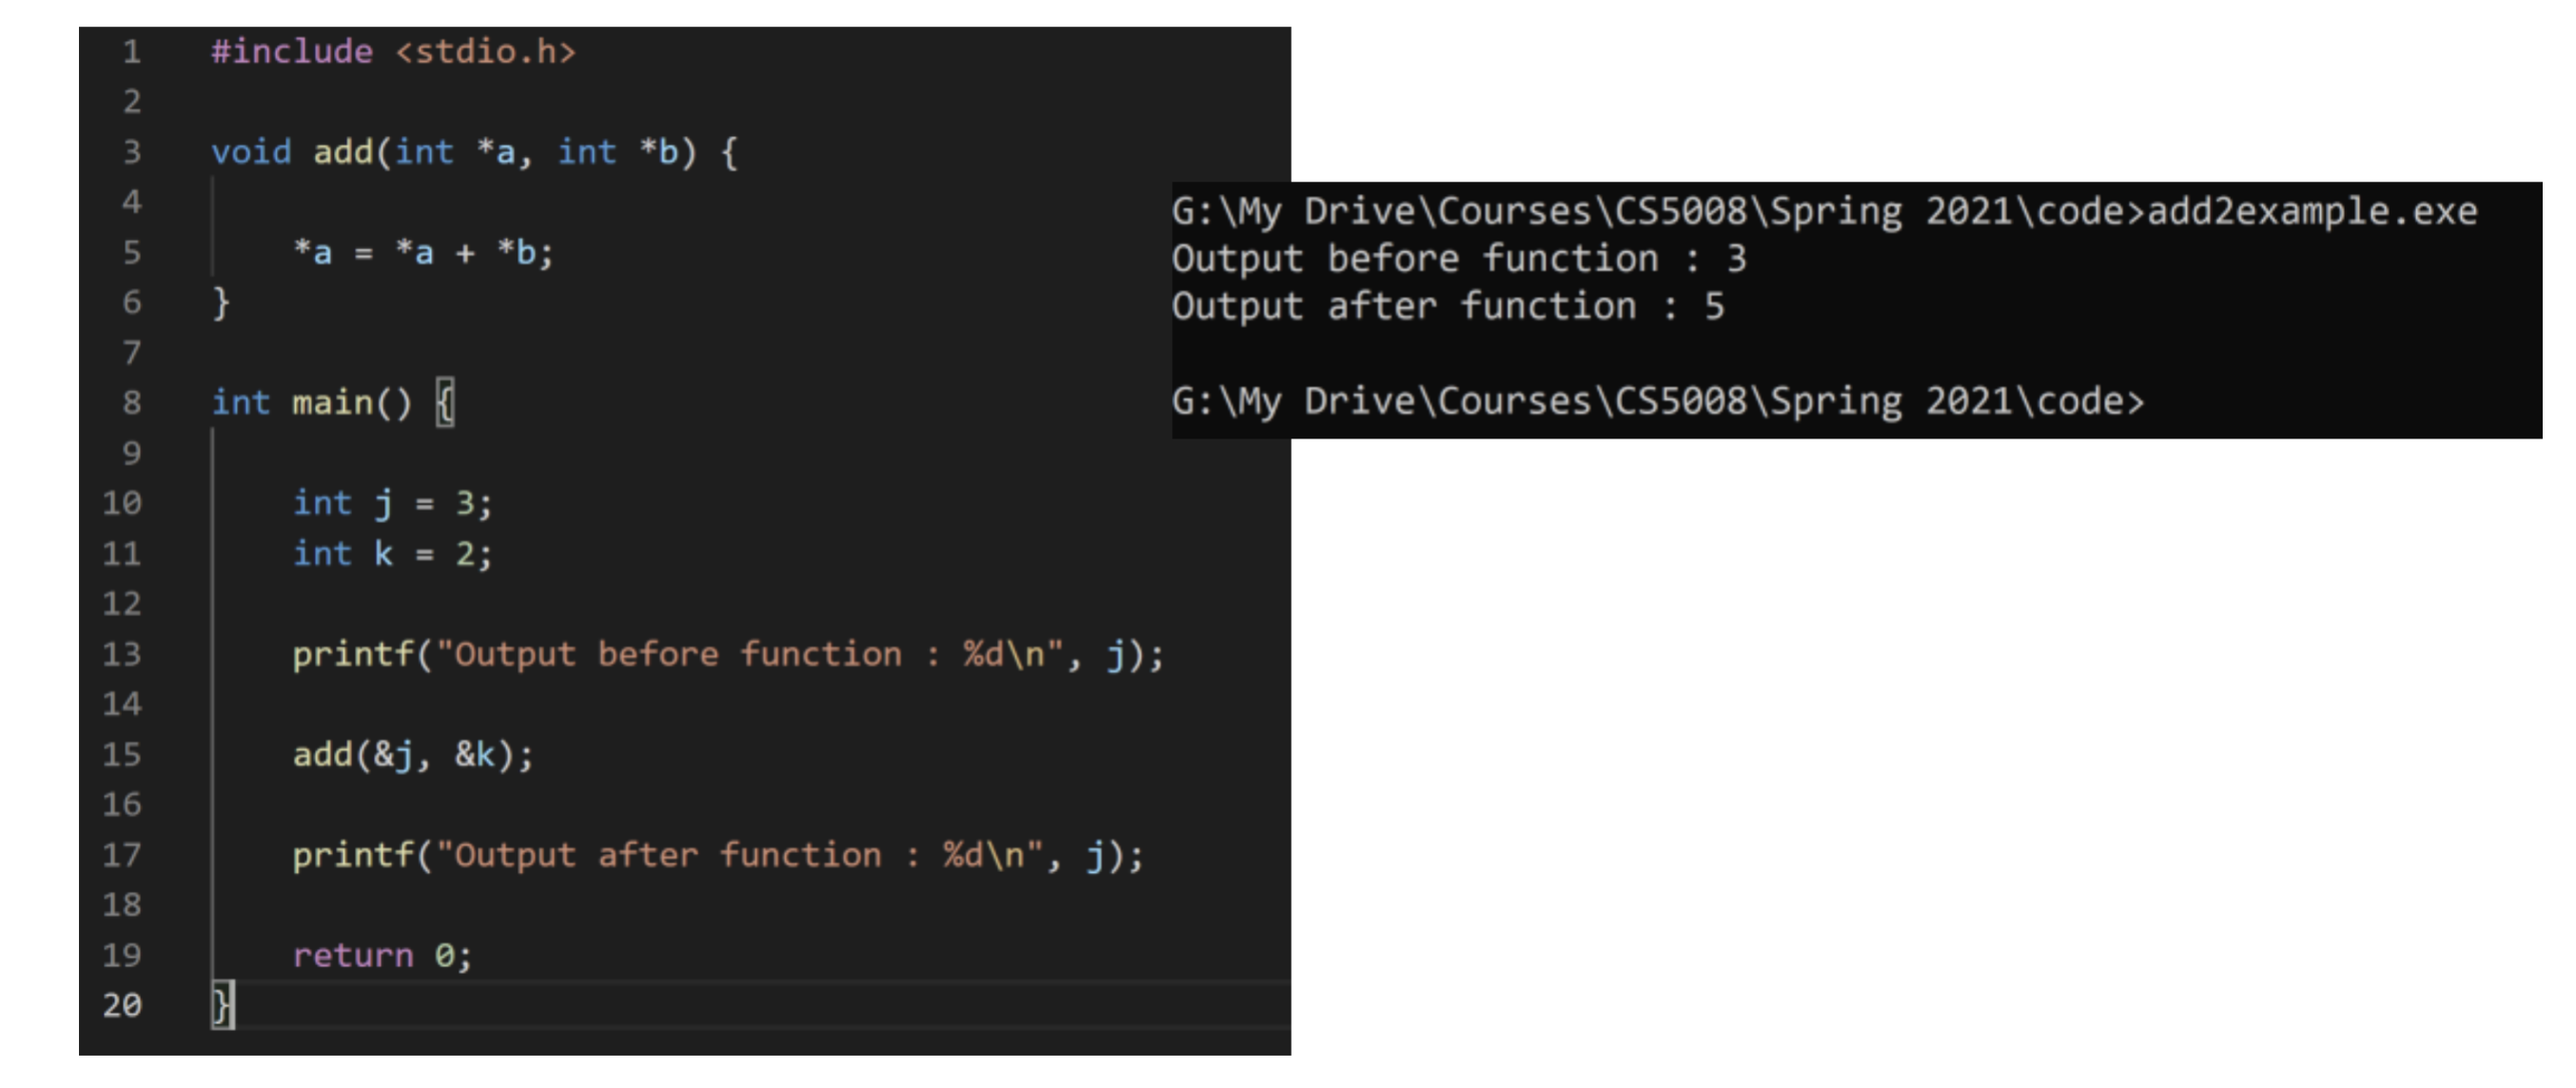 1 #include <stdio.h>
2
3 void add(int *a, int *b) {
4
5     *a = *a + *b;
6 }
7
8 int main() {
9
10     int j = 3;
11     int k = 2;
12
13     printf("Output before function : %d\n", j);
14
15     add(&j, &k);
16
17     printf("Output after function : %d\n", j);
18
19     return 0;
20 }
G:\My Drive\Courses\CS5008\Spring 2021\code>add2example.exe
Output before function : 3
Output after function : 5
G:\My Drive\Courses\CS5008\Spring 2021\code>